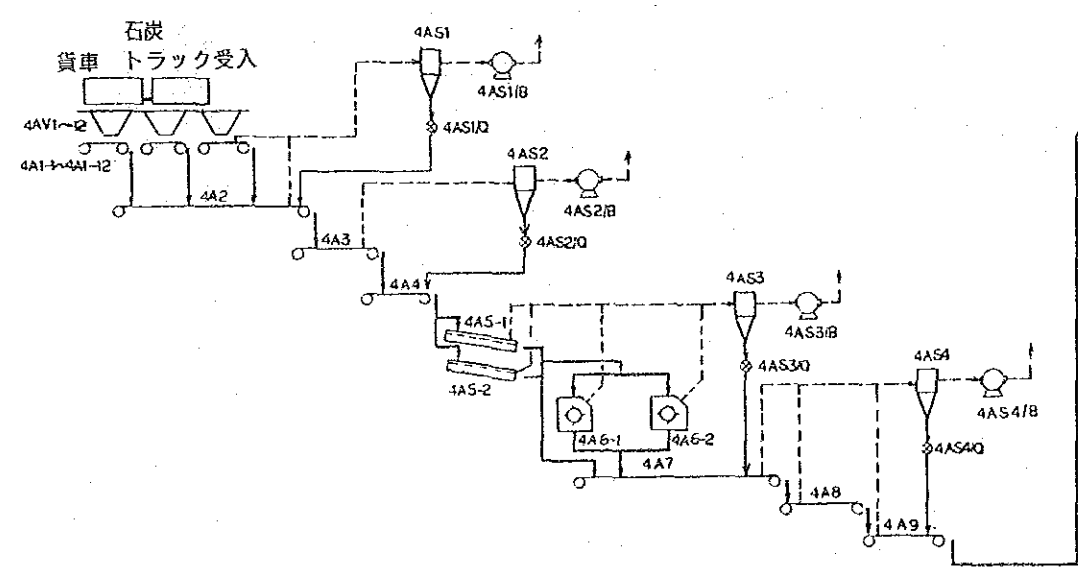 石炭
貨車 トラック受入
4AV1~12
4A1-1~4A1-12
4A2
4A3
4A4
4AS1
4AS1/B
4AS1/Q
4AS2
4AS2/B
4AS2/Q
4A5-1
4A5-2
4AS3
4AS3/B
4AS3/Q
4A6-1
4A6-2
4A7
4AS4
4AS4/B
4AS4/Q
4A8
4A9